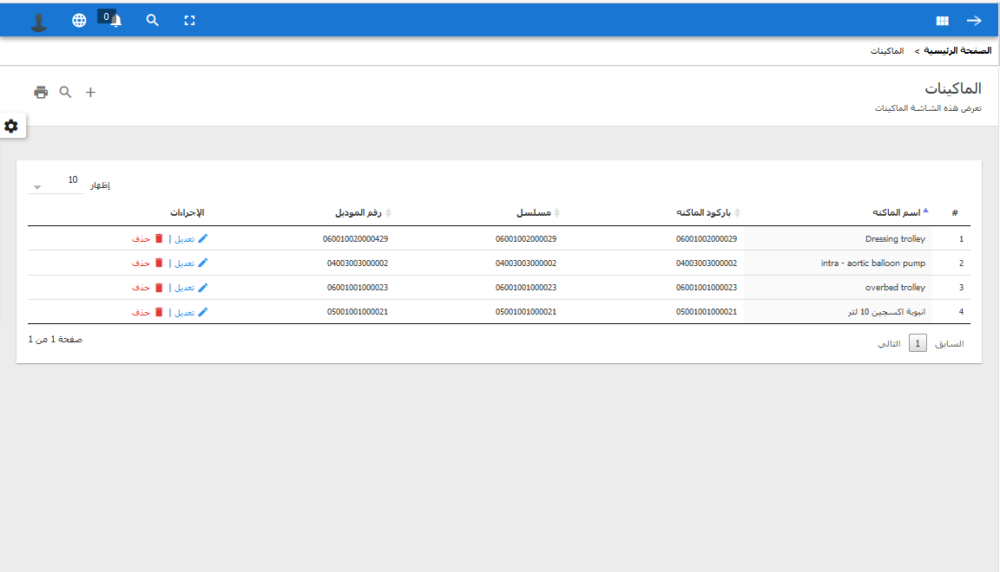 0
الصفحة الرئيسية > الماكينات
الماكينات
تعرض هذه الشاشة الماكينات
إظهار 10
# اسم الماكنه باركود الماكنه مسلسل رقم الموديل الإجراءات
1 Dressing trolley 06001002000029 06001002000029 060010020000429 تعديل | حذف
2 intra - aortic balloon pump 04003003000002 04003003000002 04003003000002 تعديل | حذف
3 overbed trolley 06001001000023 06001001000023 06001001000023 تعديل | حذف
4 انبوبة اكسجين 10 لتر 05001001000021 05001001000021 05001001000021 تعديل | حذف
السابق 1 التالى
صفحة 1 من 1